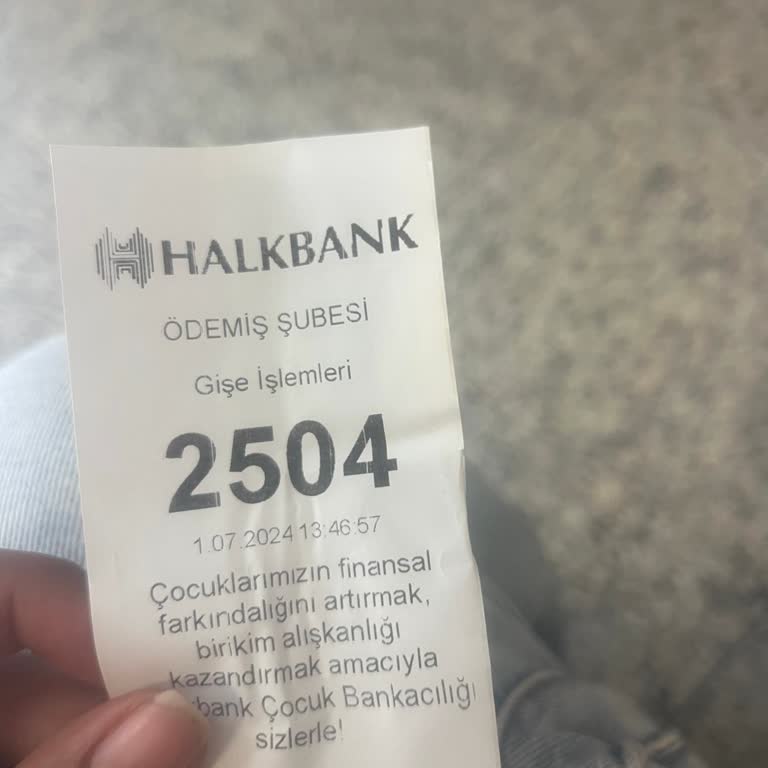 HALKBANK
ÖDEMİŞ ŞUBESİ
Gişe İşlemleri
2504
1.07.2024 13:46:57
Çocuklarımızın finansal
farkındalığını artırmak,
birikim alışkanlığı
kazandırmak amacıyla
bank Çocuk Bankacılığı
sizlerle!